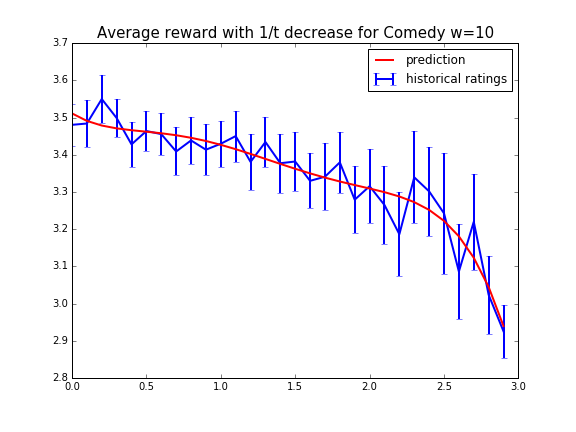 Average reward with 1/t decrease for Comedy w=10
3.7
3.6
3.5
3.4
3.3
3.2
3.1
3.0
2.9
2.8
prediction
historical ratings
0.0 0.5 1.0 1.5 2.0 2.5 3.0